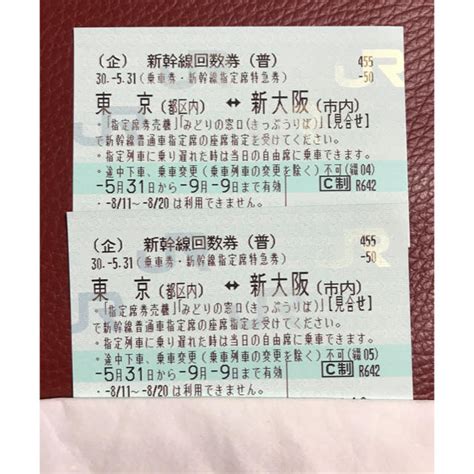 (企) 新幹線回数券(普) 455
30.-5.31(乗車券・新幹線指定席特急券) -50
東京(都区内) ↔ 新大阪(市内)
・「指定席券売機」「みどりの窓口(きっぷうりば)」【見合せ】
で新幹線普通車指定席の座席指定を受けてください。
・指定列車に乗り遅れた時は当日の自由席に乗車できます。
・途中下車、乗車変更(乗車列車の変更を除く)不可(綴04)
-5月31日から-9月-9日まで有効 C制 R642
・-8/11~-8/20は利用できません。
(企) 新幹線回数券(普) 455
30.-5.31(乗車券・新幹線指定席特急券) -50
東京(都区内) ↔ 新大阪(市内)
・「指定席券売機」「みどりの窓口(きっぷうりば)」【見合せ】
で新幹線普通車指定席の座席指定を受けてください。
・指定列車に乗り遅れた時は当日の自由席に乗車できます。
・途中下車、乗車変更(乗車列車の変更を除く)不可(綴05)
-5月31日から-9月-9日まで有効 C制 R642
・-8/11~-8/20は利用できません。